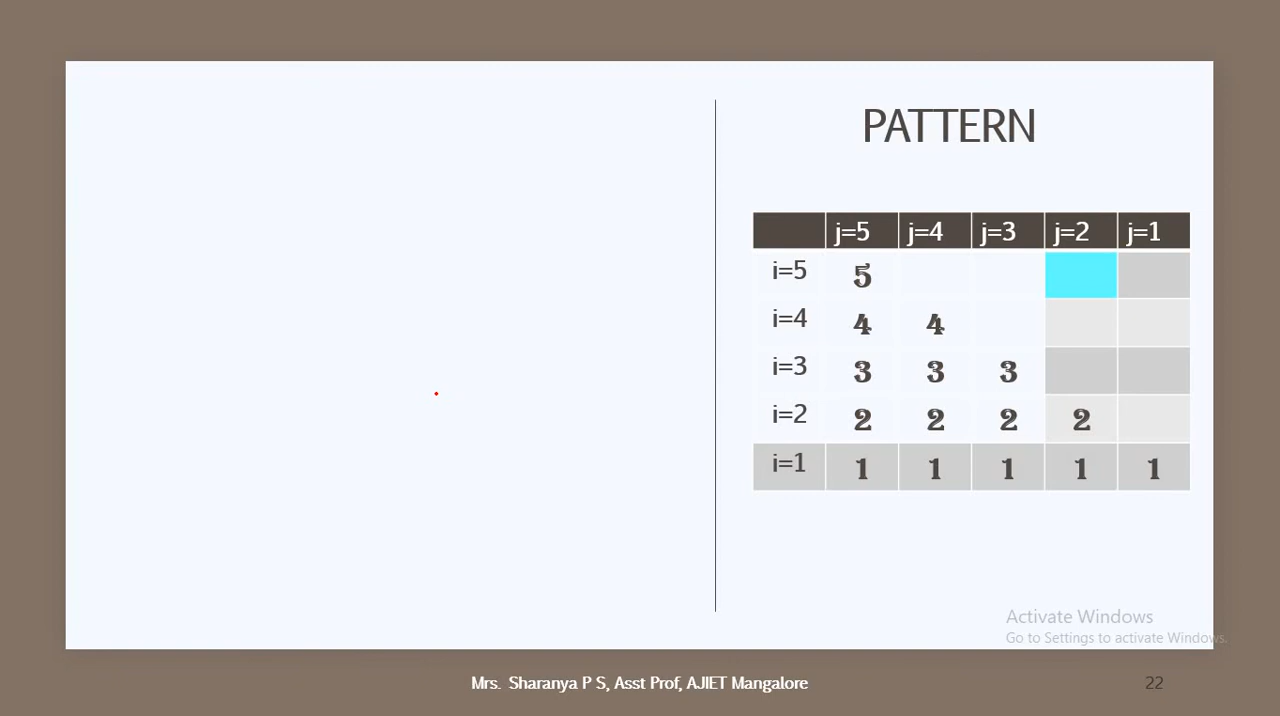 PATTERN
j=5 j=4 j=3 j=2 j=1
i=5 5
i=4 4 4
i=3 3 3 3
i=2 2 2 2 2
i=1 1 1 1 1 1
Activate Windows
Go to Settings to activate Windows.
Mrs. Sharanya P S, Asst Prof, AJIET Mangalore 22